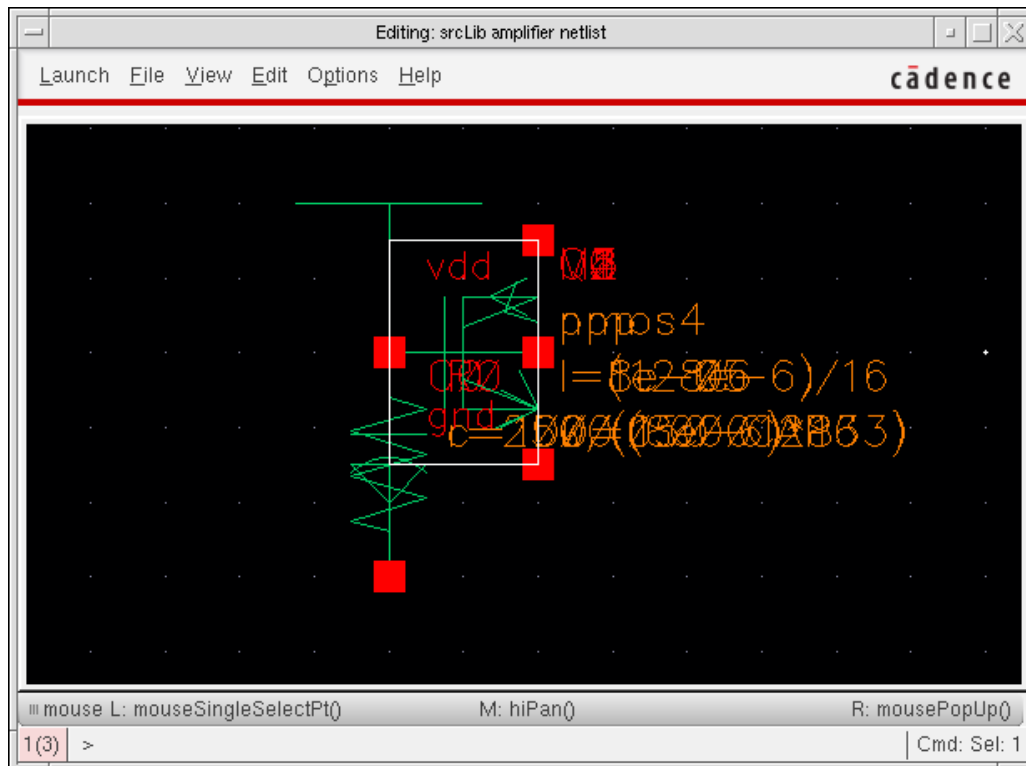 Editing: srcLib amplifier netlist
Launch File View Edit Options Help
cādence
vdd
gnd
mouse L: mouseSingleSelectPt() M: hiPan() R: mousePopUp()
1(3) > Cmd: Sel: 1